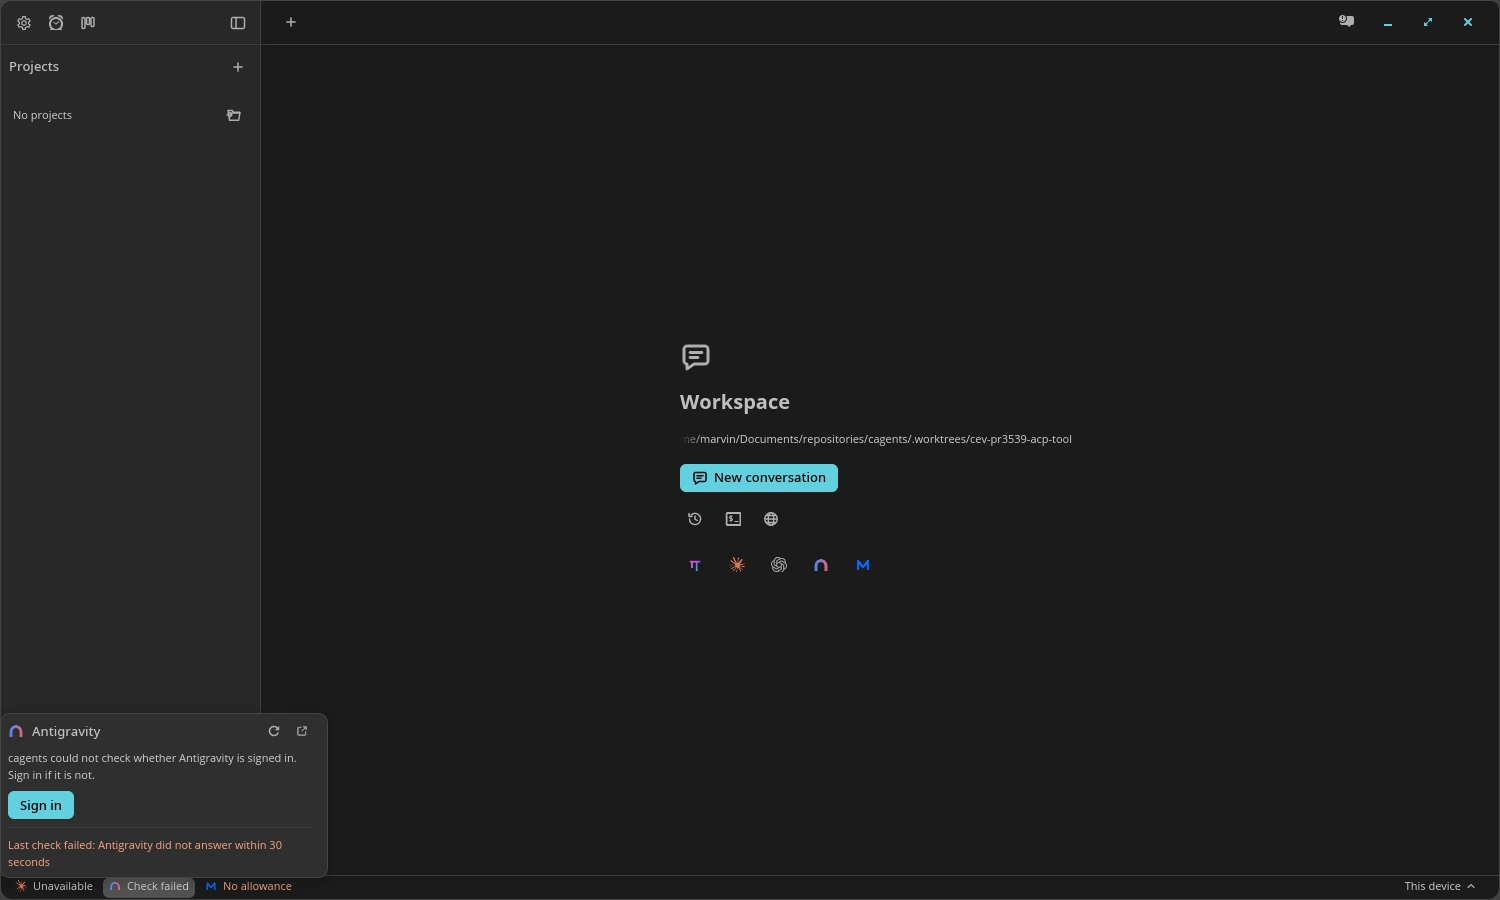 Projects
No projects
Workspace
me/marvin/Documents/repositories/cagents/.worktrees/cev-pr3539-acp-tool
New conversation
Antigravity
cagents could not check whether Antigravity is signed in.
Sign in if it is not.
Sign in
Last check failed: Antigravity did not answer within 30
seconds
Unavailable
Check failed
No allowance
This device